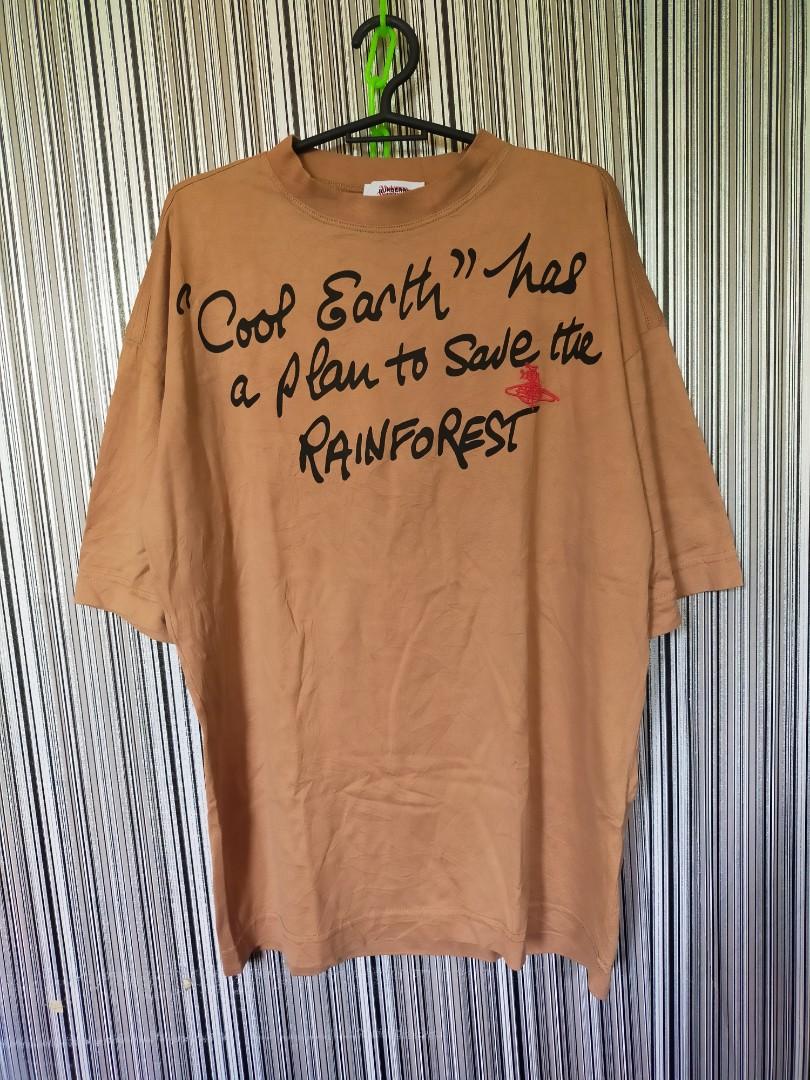 "Cool Earth" has
a plan to save the
RAINFOREST